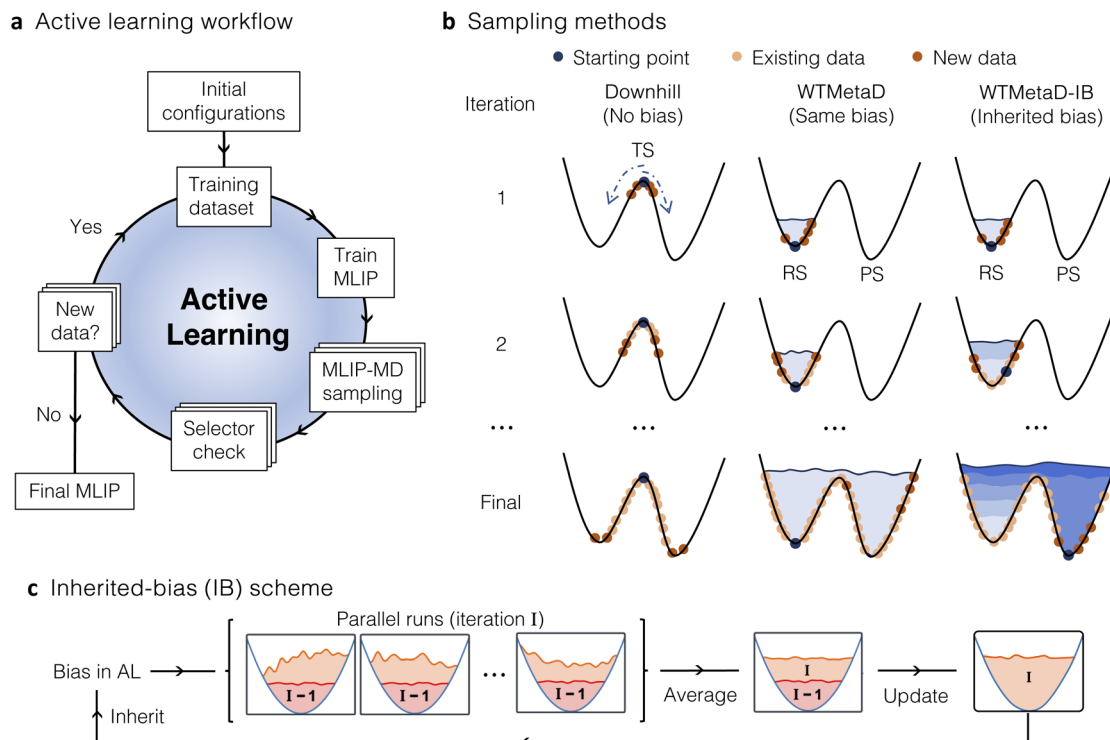 a Active learning workflow
Initial
configurations
Training
dataset
Yes
Train
MLIP
New
data?
Active
Learning
MLIP-MD
sampling
No
Selector
check
Final MLIP
b Sampling methods
Starting point
Existing data
New data
Iteration
Downhill
(No bias)
WTMetaD
(Same bias)
WTMetaD-IB
(Inherited bias)
TS
1
RS
PS
RS
PS
2
...
...
...
...
Final
c Inherited-bias (IB) scheme
Parallel runs (iteration I)
Bias in AL
I - 1
I - 1
...
I - 1
Average
I
I - 1
Update
I
Inherit